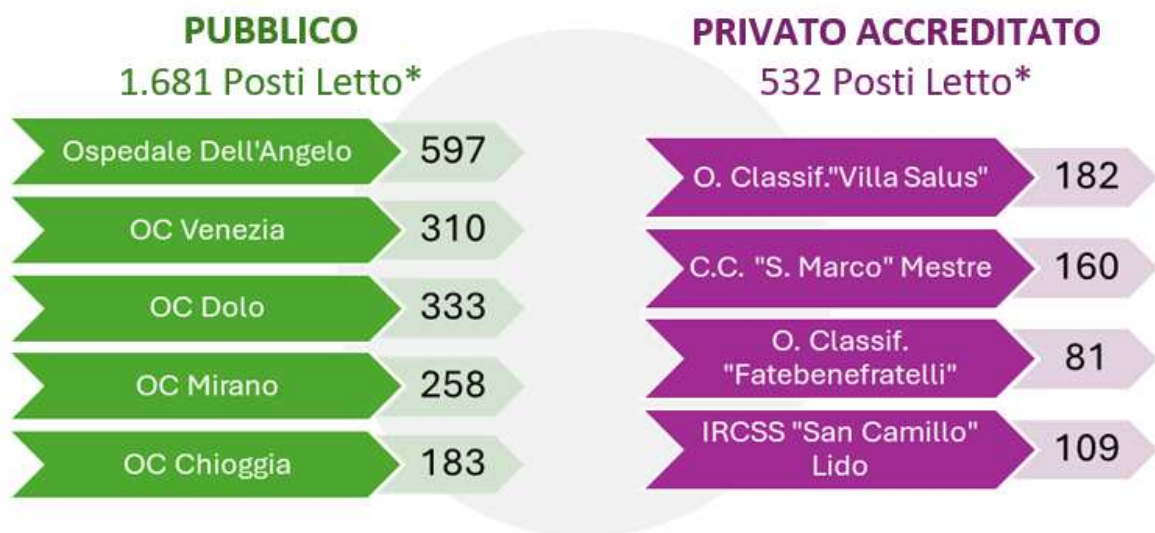 PUBBLICO
1.681 Posti Letto*
Ospedale Dell'Angelo 597
OC Venezia 310
OC Dolo 333
OC Mirano 258
OC Chioggia 183
PRIVATO ACCREDITATO
532 Posti Letto*
O. Classif."Villa Salus" 182
C.C. "S. Marco" Mestre 160
O. Classif.
"Fatebenefratelli" 81
IRCSS "San Camillo"
Lido 109